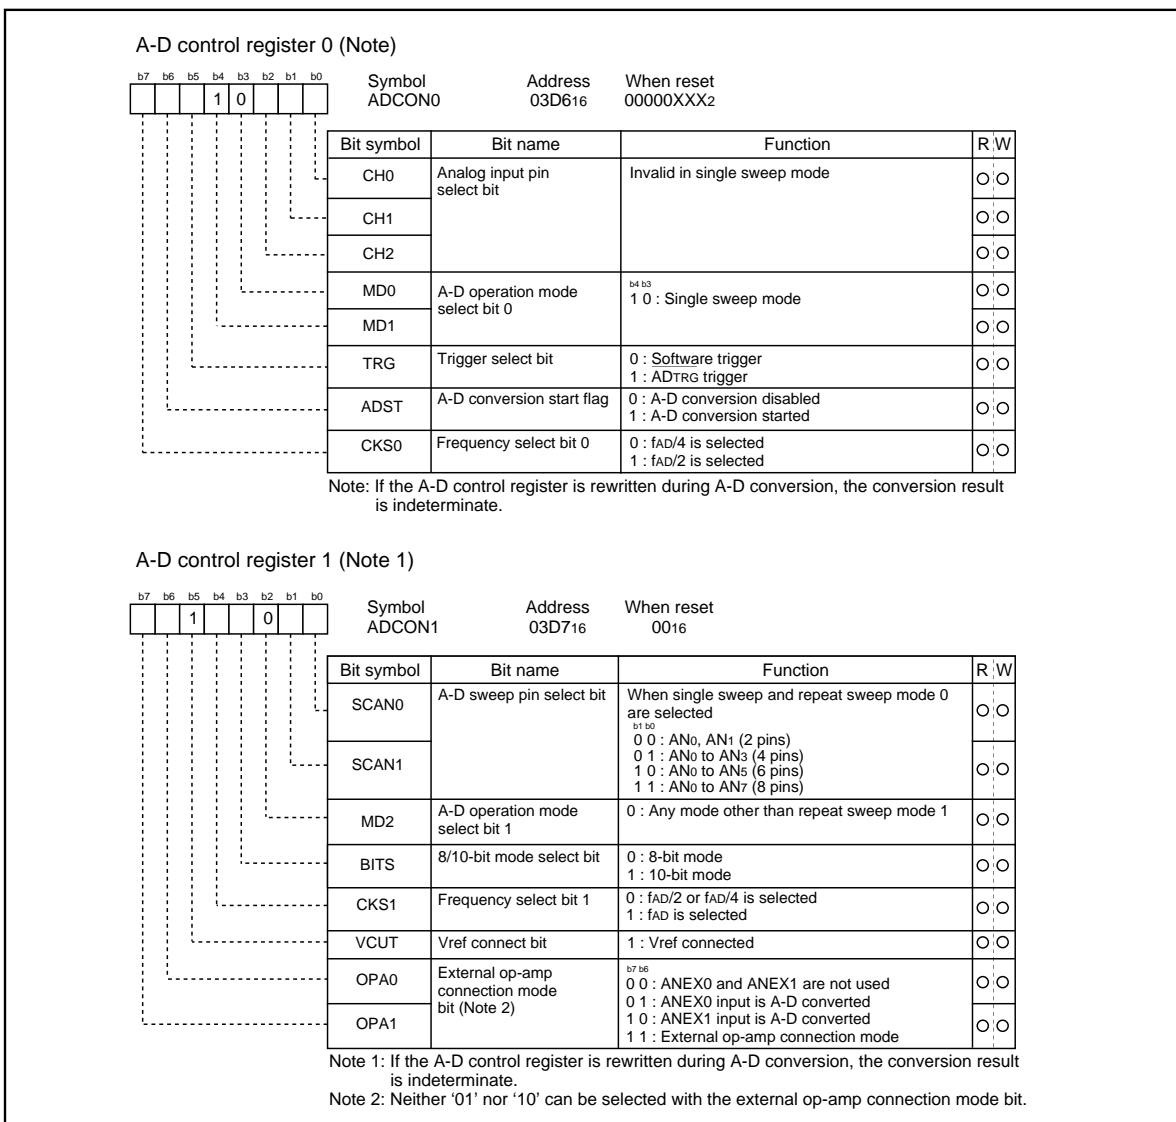 A-D control register 0 (Note)
b7 b6 b5 b4 b3 b2 b1 b0
1 0
Symbol Address When reset
ADCON0 03D616 00000XXX2
Bit symbol Bit name Function R W
CH0 Analog input pin select bit Invalid in single sweep mode
CH1
CH2
MD0 A-D operation mode select bit 0 b4 b3
1 0 : Single sweep mode
MD1
TRG Trigger select bit 0 : Software trigger
1 : ADTRG trigger
ADST A-D conversion start flag 0 : A-D conversion disabled
1 : A-D conversion started
CKS0 Frequency select bit 0 0 : fAD/4 is selected
1 : fAD/2 is selected
Note: If the A-D control register is rewritten during A-D conversion, the conversion result
is indeterminate.
A-D control register 1 (Note 1)
b7 b6 b5 b4 b3 b2 b1 b0
1 0
Symbol Address When reset
ADCON1 03D716 0016
Bit symbol Bit name Function R W
SCAN0 A-D sweep pin select bit When single sweep and repeat sweep mode 0
are selected
b1 b0
0 0 : AN0, AN1 (2 pins)
0 1 : AN0 to AN3 (4 pins)
SCAN1
1 0 : AN0 to AN5 (6 pins)
1 1 : AN0 to AN7 (8 pins)
MD2 A-D operation mode select bit 1 0 : Any mode other than repeat sweep mode 1
BITS 8/10-bit mode select bit 0 : 8-bit mode
1 : 10-bit mode
CKS1 Frequency select bit 1 0 : fAD/2 or fAD/4 is selected
1 : fAD is selected
VCUT Vref connect bit 1 : Vref connected
OPA0 External op-amp connection mode bit (Note 2) b7 b6
0 0 : ANEX0 and ANEX1 are not used
0 1 : ANEX0 input is A-D converted
OPA1
1 0 : ANEX1 input is A-D converted
1 1 : External op-amp connection mode
Note 1: If the A-D control register is rewritten during A-D conversion, the conversion result
is indeterminate.
Note 2: Neither ‘01’ nor ‘10’ can be selected with the external op-amp connection mode bit.